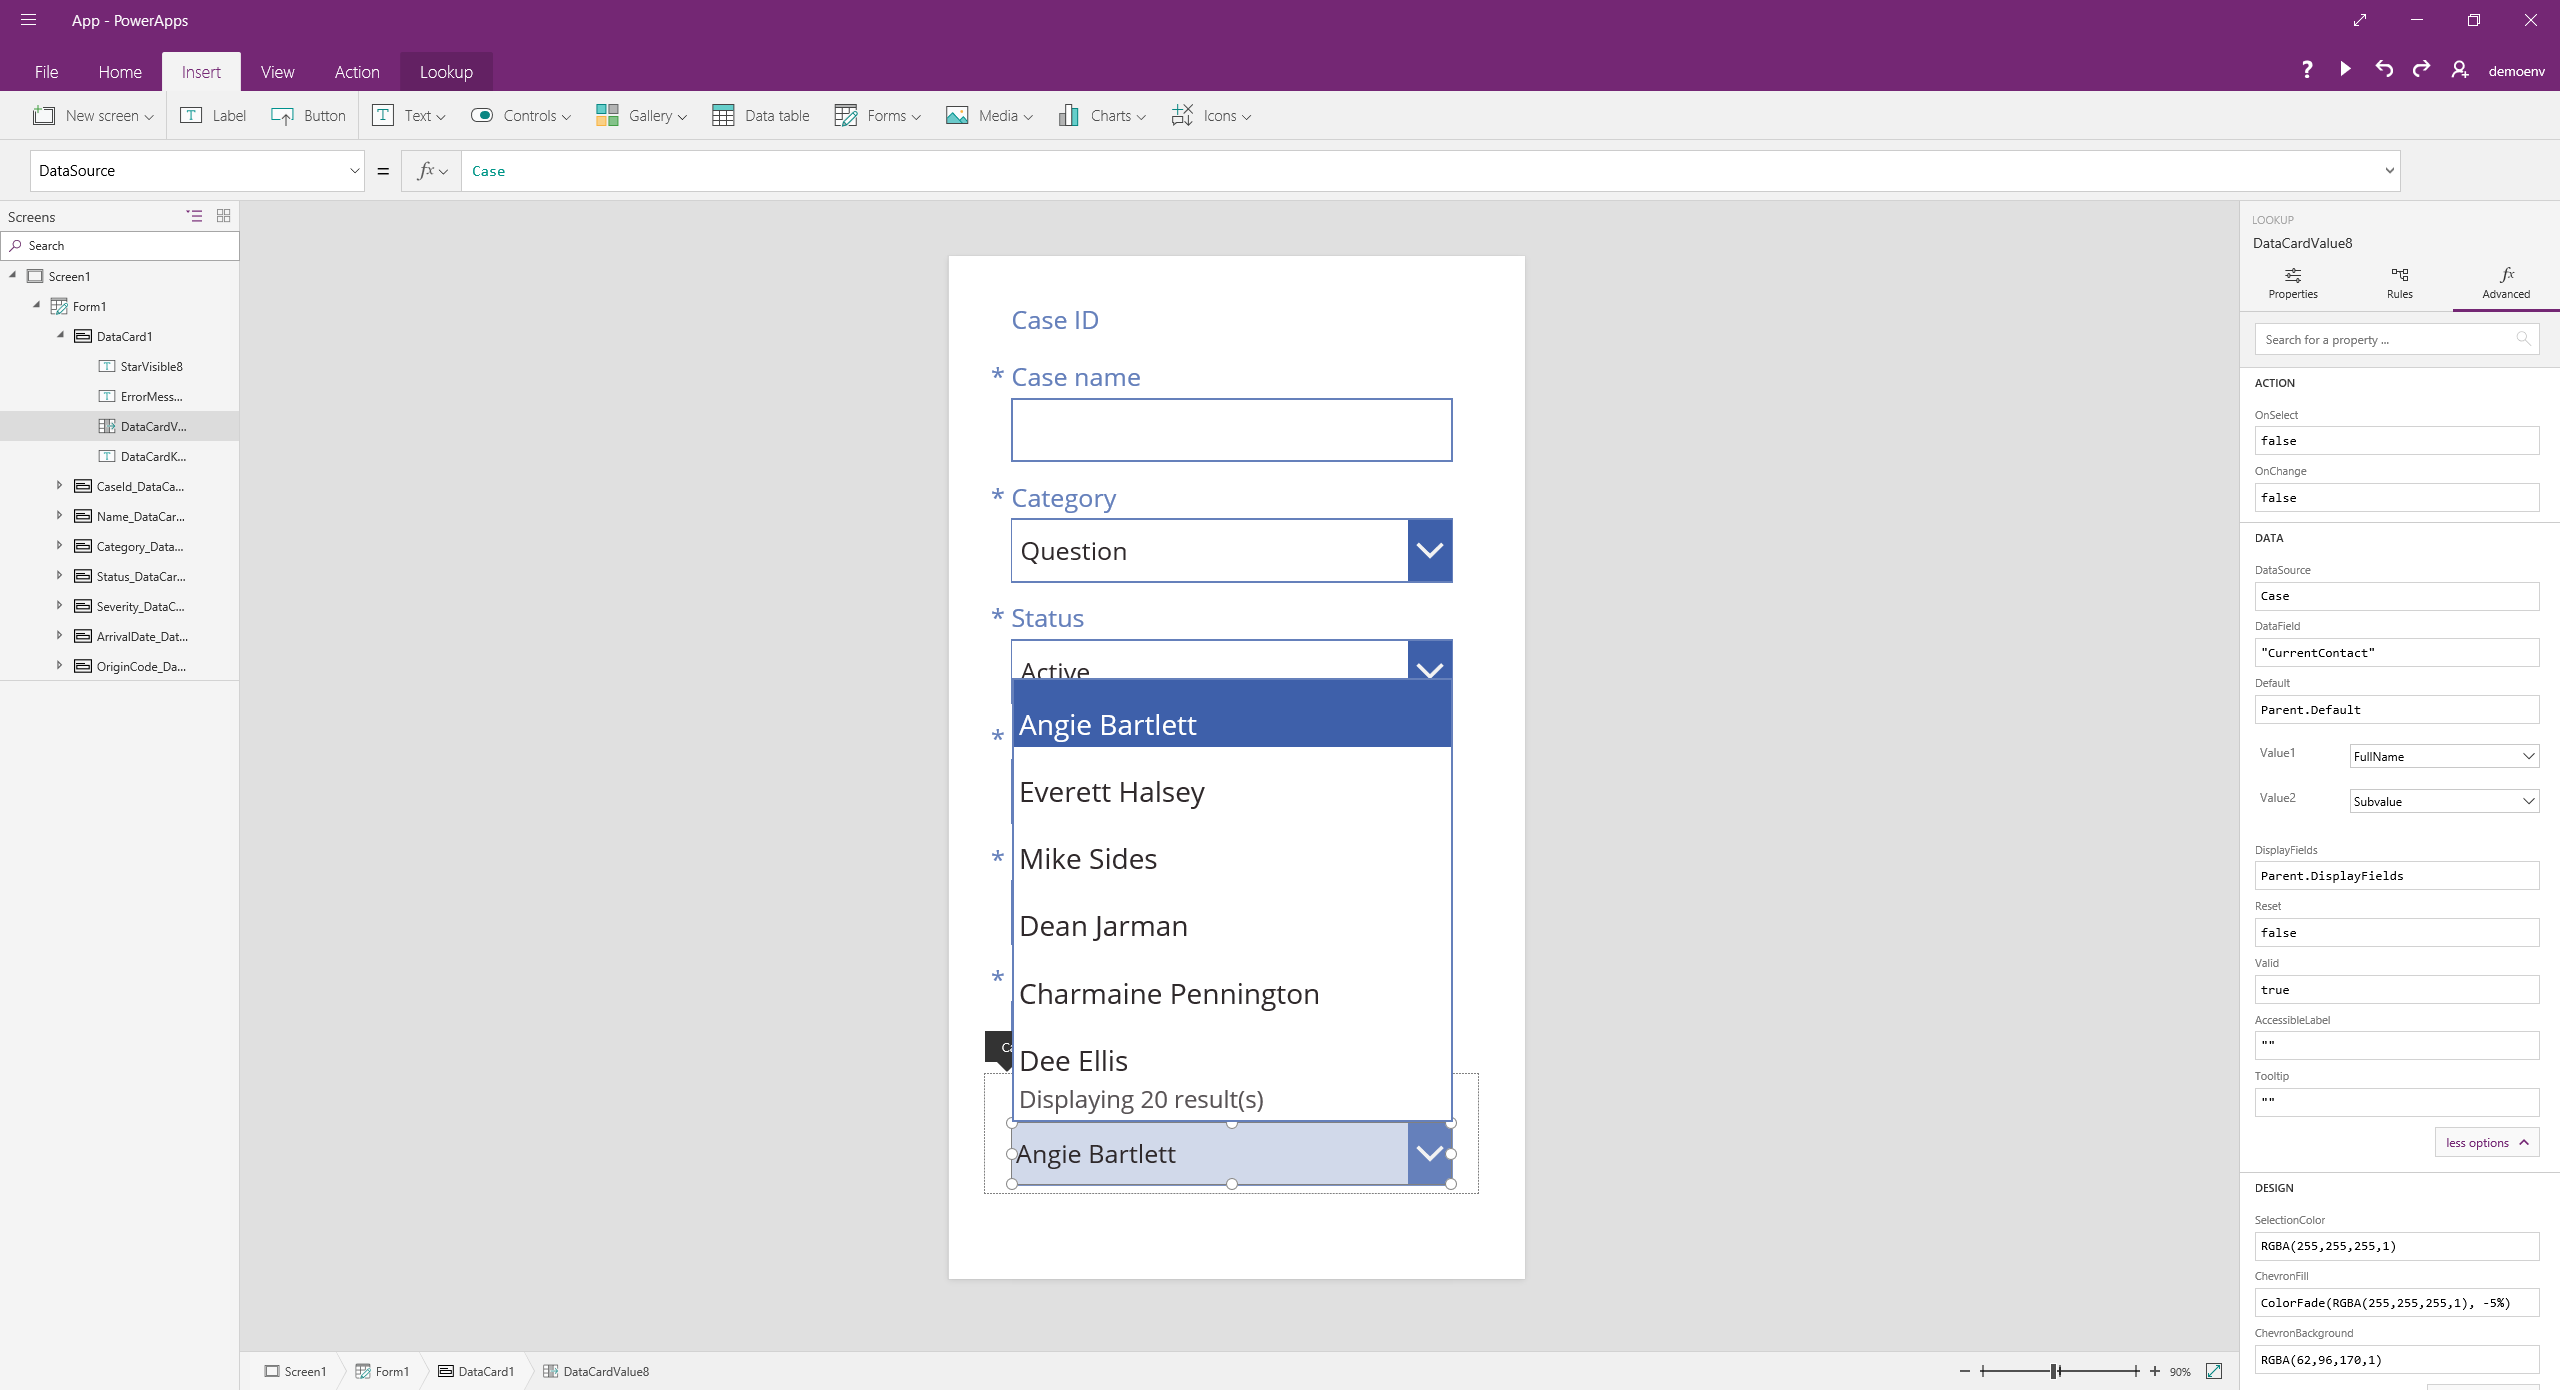 App - PowerApps
File Home Insert View Action Lookup
? demoenv
New screen Label Button Text Controls Gallery Data table Forms Media Charts Icons
DataSource = fx Case
Screens
Search
Screen1
Form1
DataCard1
StarVisible8
ErrorMess...
DataCardV...
DataCardK...
CaseId_DataCa...
Name_DataCar...
Category_Data...
Status_DataCar...
Severity_DataC...
ArrivalDate_Dat...
OriginCode_Da...
Case ID
* Case name
* Category
Question
* Status
Active
*
*
*
Angie Bartlett
Everett Halsey
Mike Sides
Dean Jarman
Charmaine Pennington
Dee Ellis
Displaying 20 result(s)
Angie Bartlett
LOOKUP
DataCardValue8
Properties Rules fx Advanced
Search for a property ...
ACTION
OnSelect
false
OnChange
false
DATA
DataSource
Case
DataField
"CurrentContact"
Default
Parent.Default
Value1 FullName
Value2 Subvalue
DisplayFields
Parent.DisplayFields
Reset
false
Valid
true
AccessibleLabel
""
Tooltip
""
less options
DESIGN
SelectionColor
RGBA(255,255,255,1)
ChevronFill
ColorFade(RGBA(255,255,255,1), -5%)
ChevronBackground
RGBA(62,96,170,1)
Screen1 Form1 DataCard1 DataCardValue8
90%